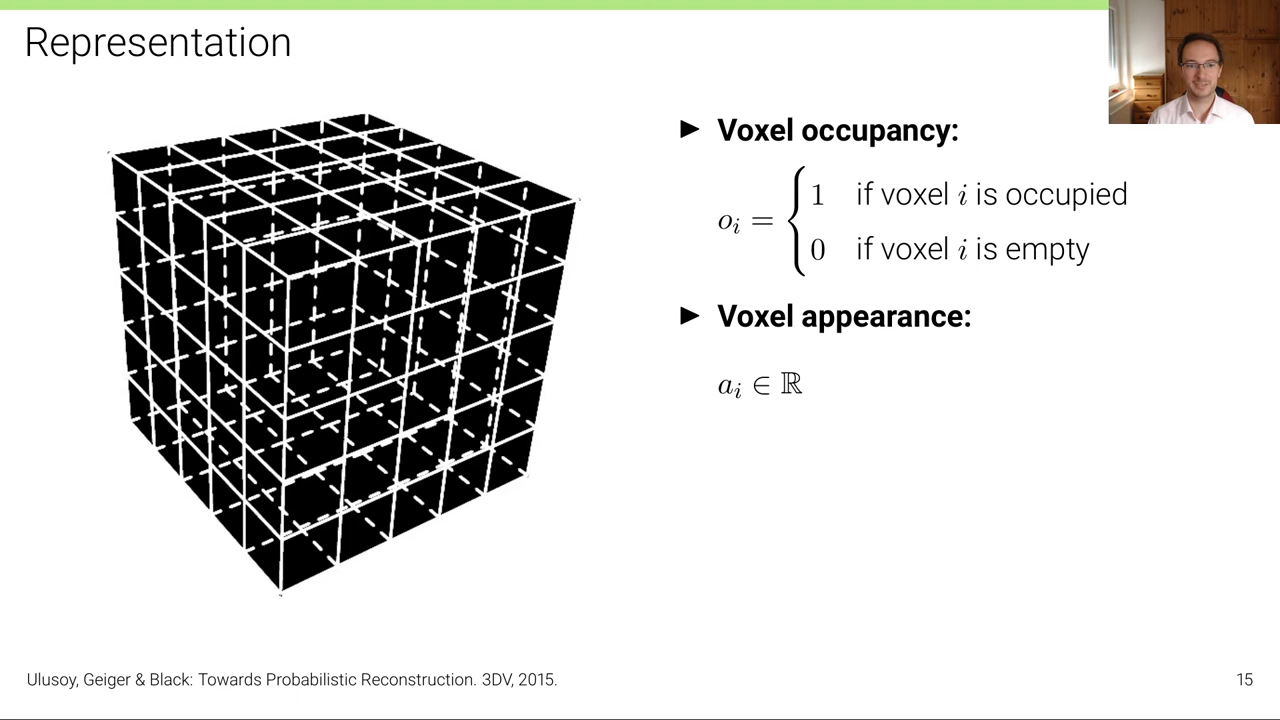 Representation
▶ Voxel occupancy:
o_i = { 1 if voxel i is occupied
0 if voxel i is empty
▶ Voxel appearance:
a_i ∈ ℝ
Ulusoy, Geiger & Black: Towards Probabilistic Reconstruction. 3DV, 2015.
15